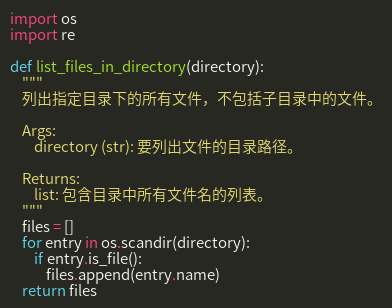 import os
import re

def list_files_in_directory(directory):
    """
    列出指定目录下的所有文件，不包括子目录中的文件。

    Args:
        directory (str): 要列出文件的目录路径。

    Returns:
        list: 包含目录中所有文件名的列表。
    """
    files = []
    for entry in os.scandir(directory):
        if entry.is_file():
            files.append(entry.name)
    return files